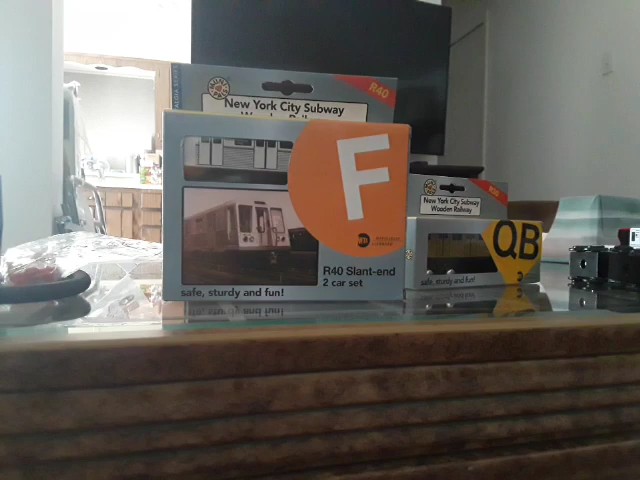 R40
New York City Subway
F
R40 Slant-end
2 car set
safe, sturdy and fun!
New York City Subway
Wooden Railway
QB
safe, sturdy and fun!